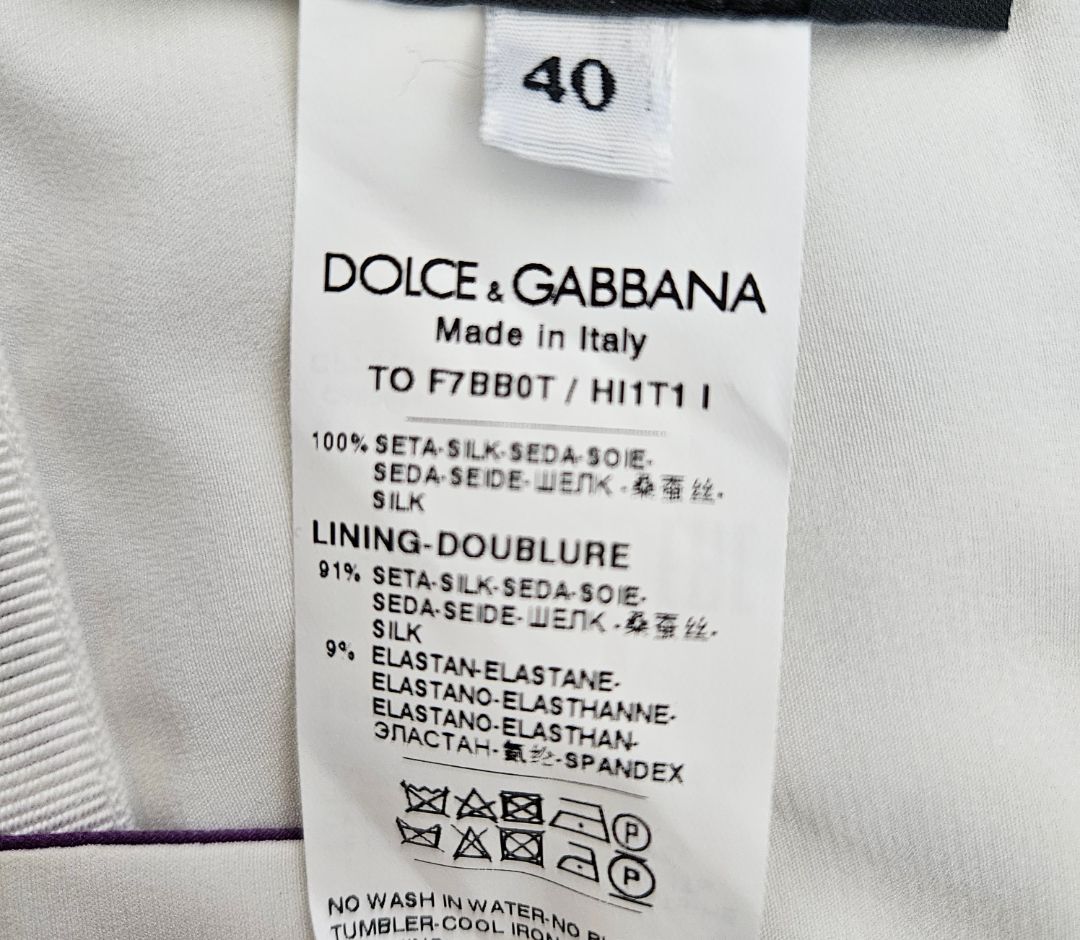 40
DOLCE & GABBANA
Made in Italy
TO F7BB0T / HI1T1 I
100% SETA-SILK-SEDA-SOIE-
SEDA-SEIDE-ШЕЛК-桑蚕丝-
SILK
LINING-DOUBLURE
91% SETA-SILK-SEDA-SOIE-
SEDA-SEIDE-ШЕЛК-桑蚕丝-
SILK
9% ELASTAN-ELASTANE-
ELASTANO-ELASTHANNE-
ELASTANO-ELASTHAN-
ЭЛАСТАН-氨纶-SPANDEX
P
P
NO WASH IN WATER-NO
TUMBLER-COOL IRON